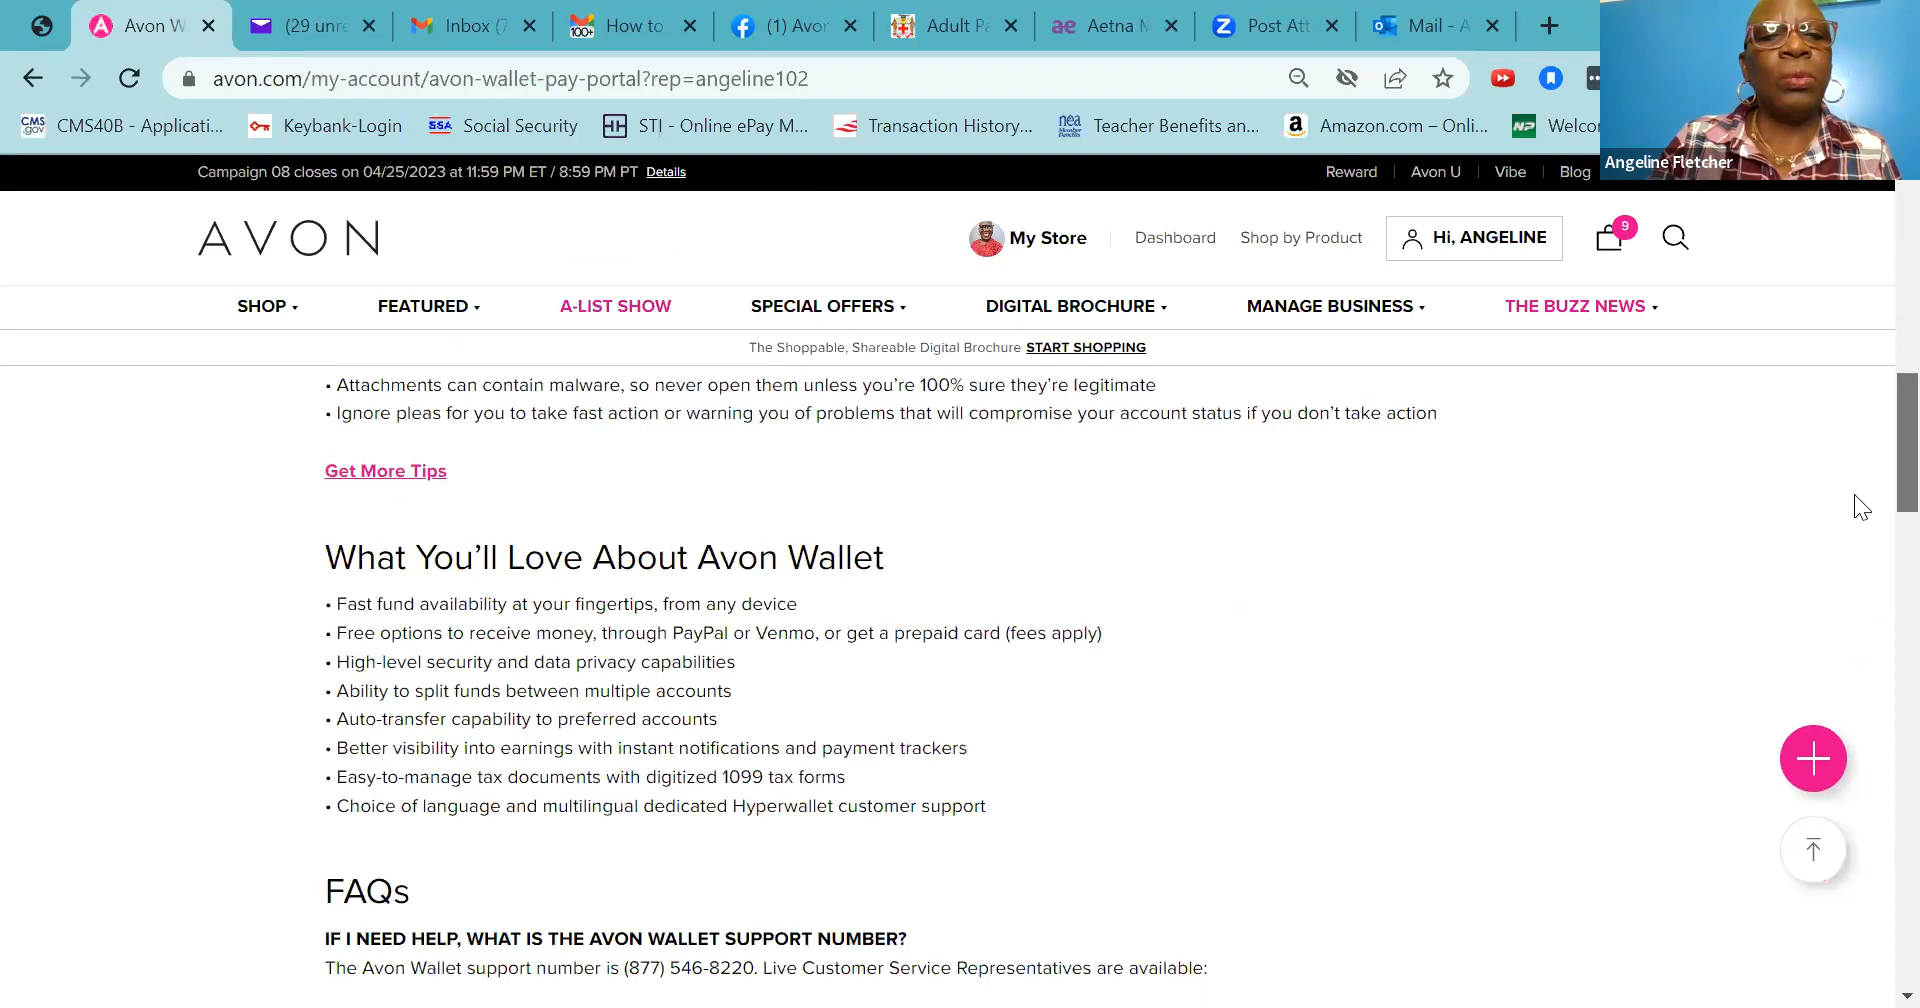 Avon W
(29 unre
Inbox (7
100+
How to
(1) Avor
Adult Pa
ae
Aetna M
Z
Post Att
Mail - A
avon.com/my-account/avon-wallet-pay-portal?rep=angeline102
CMS.gov
CMS40B - Applicati...
Keybank-Login
SSA
Social Security
STI - Online ePay M...
Transaction History...
nea Member Benefits
Teacher Benefits an...
a
Amazon.com – Onli...
NP
Welco
Angeline Fletcher
Campaign 08 closes on 04/25/2023 at 11:59 PM ET / 8:59 PM PT Details
Reward
Avon U
Vibe
Blog
AVON
My Store
Dashboard
Shop by Product
Hi, ANGELINE
9
SHOP
FEATURED
A-LIST SHOW
SPECIAL OFFERS
DIGITAL BROCHURE
MANAGE BUSINESS
THE BUZZ NEWS
The Shoppable, Shareable Digital Brochure START SHOPPING
• Attachments can contain malware, so never open them unless you’re 100% sure they’re legitimate
• Ignore pleas for you to take fast action or warning you of problems that will compromise your account status if you don’t take action
Get More Tips
What You’ll Love About Avon Wallet
• Fast fund availability at your fingertips, from any device
• Free options to receive money, through PayPal or Venmo, or get a prepaid card (fees apply)
• High-level security and data privacy capabilities
• Ability to split funds between multiple accounts
• Auto-transfer capability to preferred accounts
• Better visibility into earnings with instant notifications and payment trackers
• Easy-to-manage tax documents with digitized 1099 tax forms
• Choice of language and multilingual dedicated Hyperwallet customer support
FAQs
IF I NEED HELP, WHAT IS THE AVON WALLET SUPPORT NUMBER?
The Avon Wallet support number is (877) 546-8220. Live Customer Service Representatives are available: